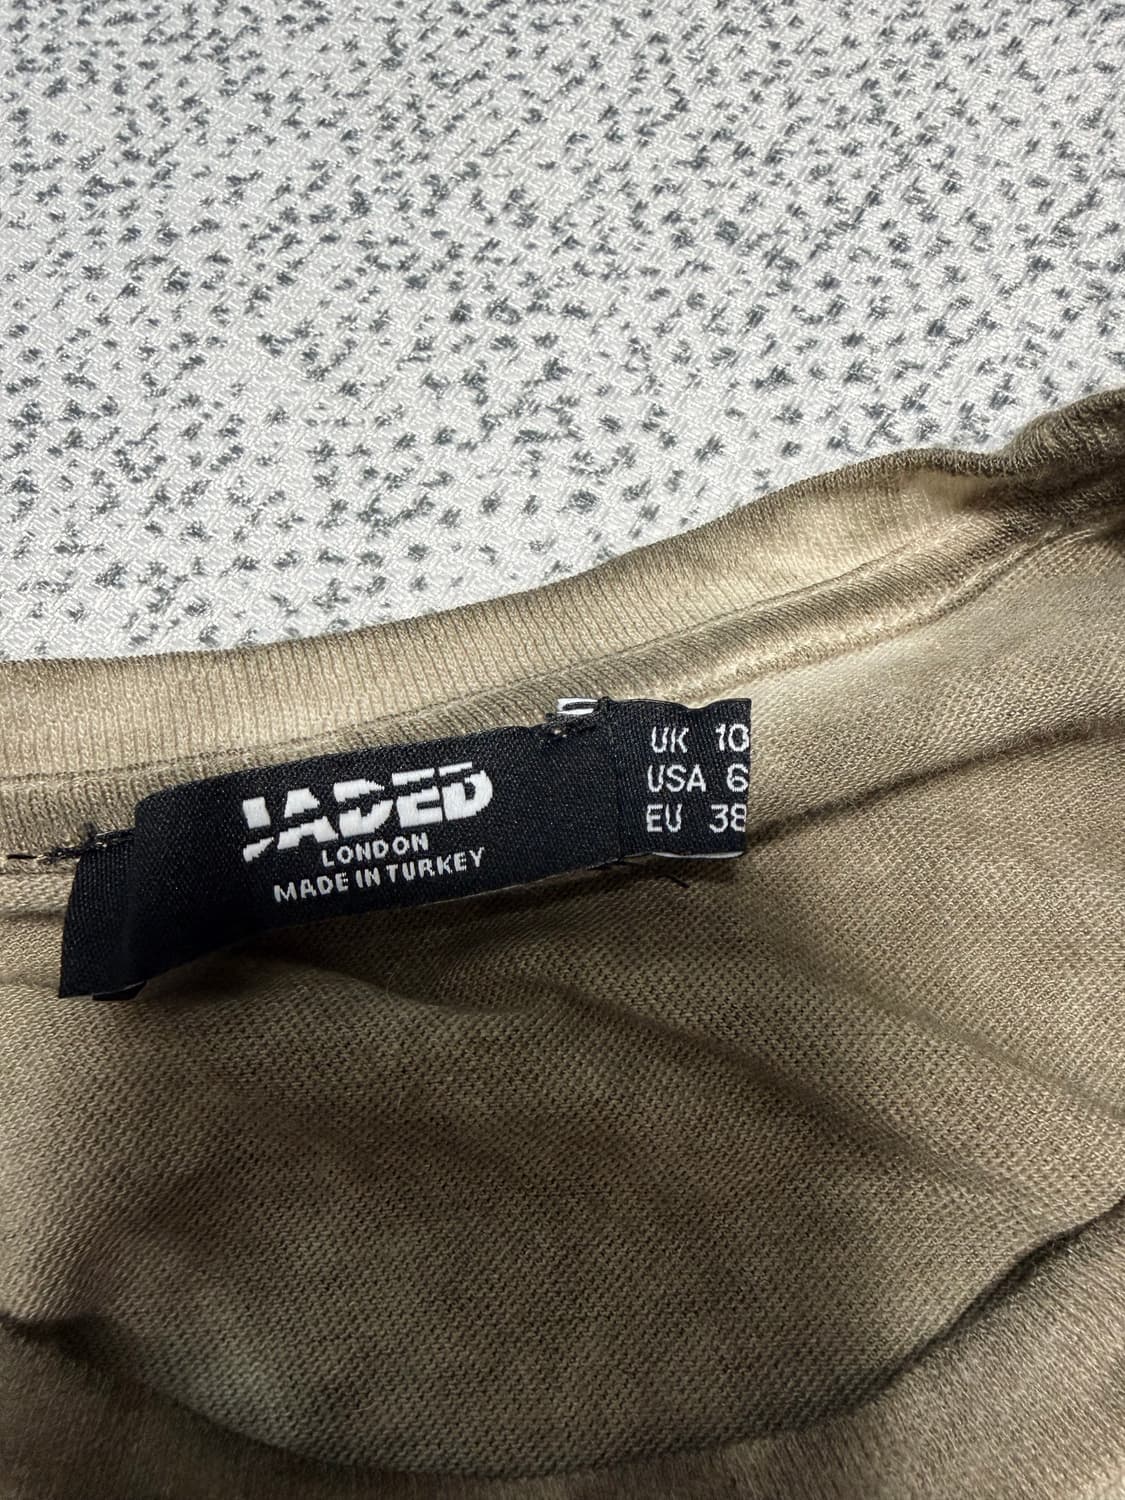 JADED
LONDON
MADE IN TURKEY
UK 10
USA 6
EU 38